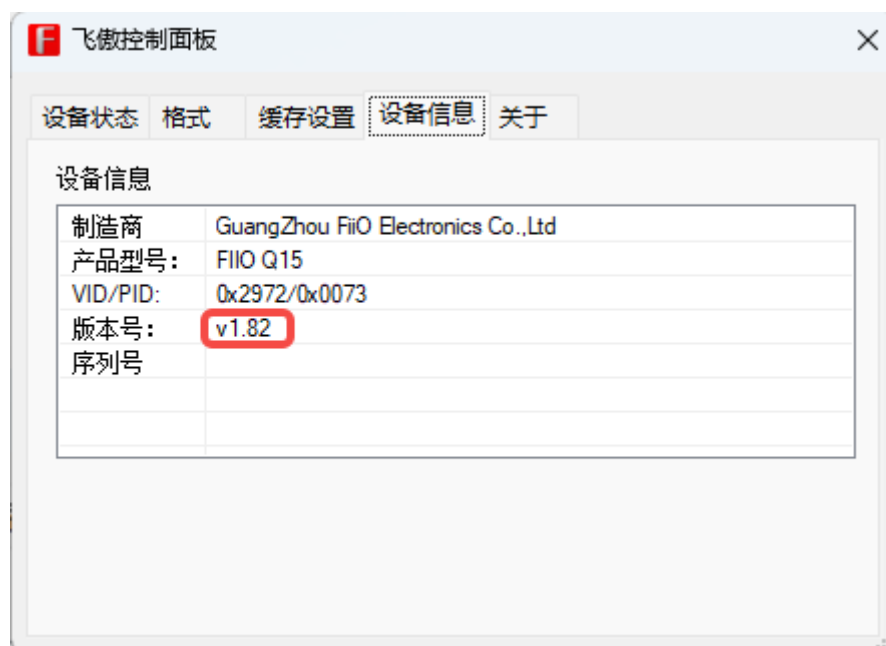 F 飞傲控制面板
设备状态 格式 缓存设置 设备信息 关于
设备信息
制造商 GuangZhou FiiO Electronics Co.,Ltd
产品型号： FIIO Q15
VID/PID: 0x2972/0x0073
版本号： v1.82
序列号